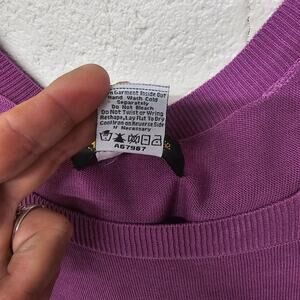 Garment Inside Out
Hand Wash Cold
Separately
Do Not Bleach
Do Not Twist or Wring
Reshape, Lay Flat To Dry
Cool Iron on Reverse Side
If Necessary
A67987